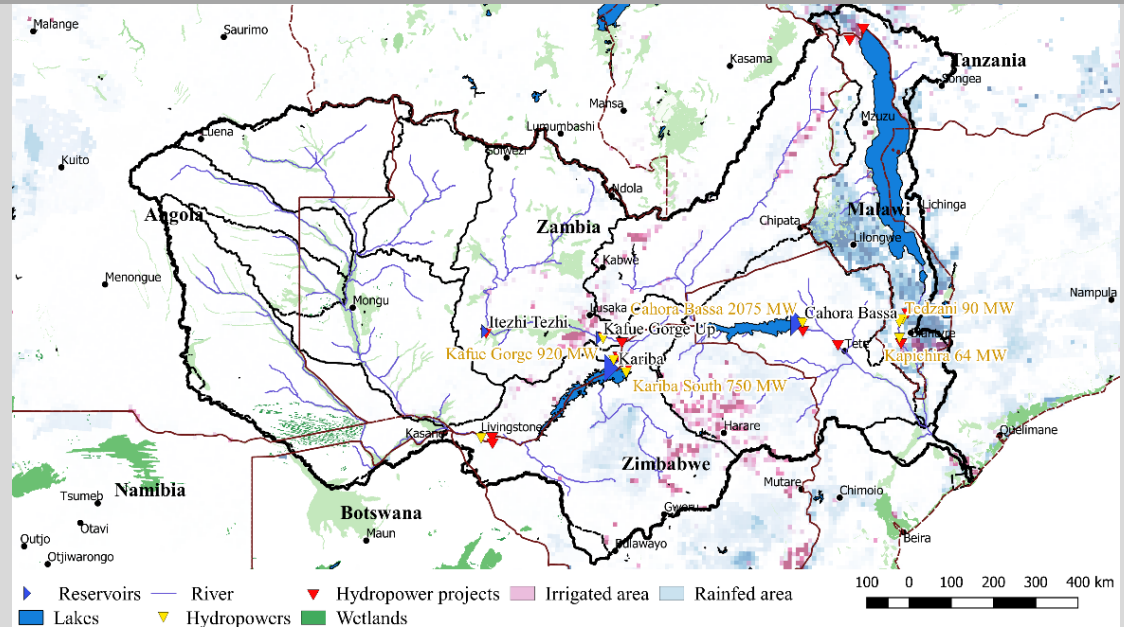 Malange
Saurimo
Kasama
Tanzania
Songea
Mansa
Luena
Lumumbashi
Mzuzu
Kuito
Solwezi
Ndola
Angola
Zambia
Chipata
Malawi
Lichinga
Lilongwe
Menongue
Kabwe
Mongu
Nampula
Lusaka
Cahora Bassa 2075 MW
Cahora Bassa
Tedzani 90 MW
Itezhi Tezhi
Kafue Gorge Up
Blantyre
Kafue Gorge 920 MW
Kariba
Tete
Kapichira 64 MW
Kariba South 750 MW
Kasane
Livingstone
Harare
Quelimane
Zimbabwe
Namibia
Tsumeb
Mutare
Chimoio
Botswana
Gweru
Otavi
Maun
Outjo
Beira
Bulawayo
Otjiwarongo
Reservoirs River Hydropower projects Irrigated area Rainfed area
Lakes Hydropowers Wetlands
100 0 100 200 300 400 km